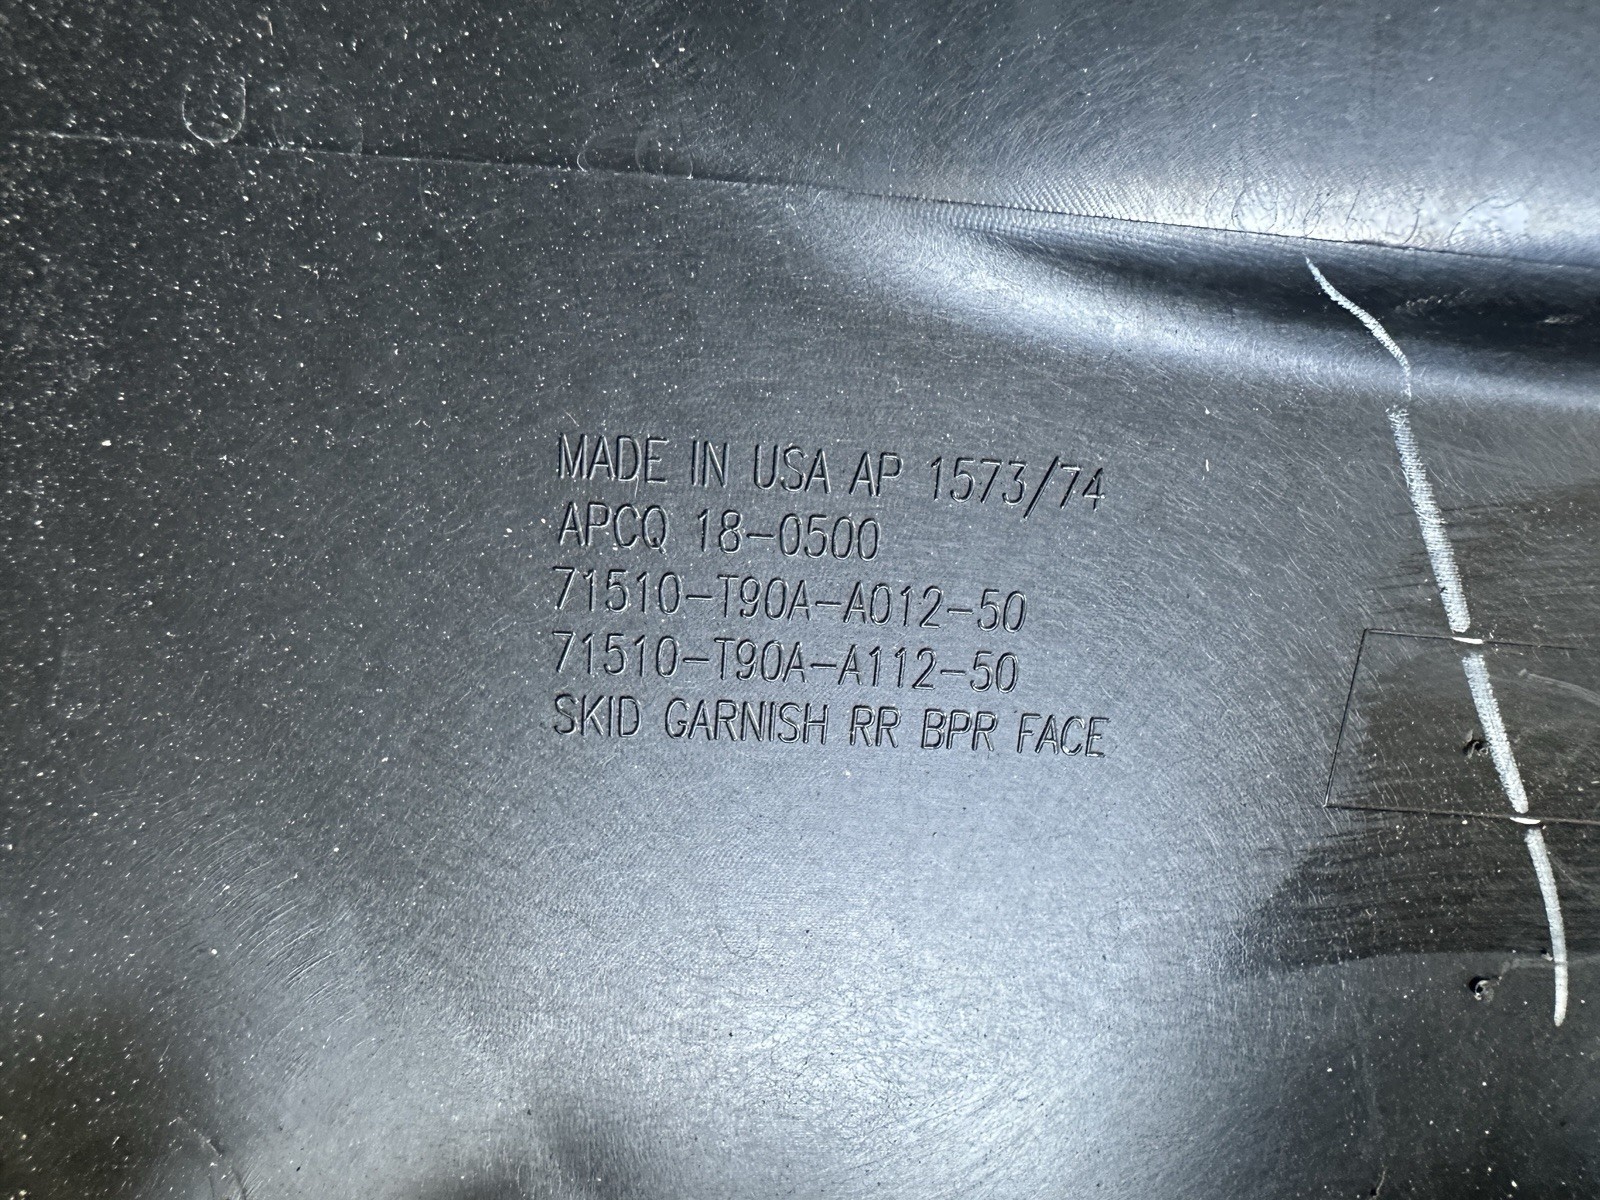 MADE IN USA AP 1573/74
APCQ 18-0500
71510-T90A-A012-50
71510-T90A-A112-50
SKID GARNISH RR BPR FACE